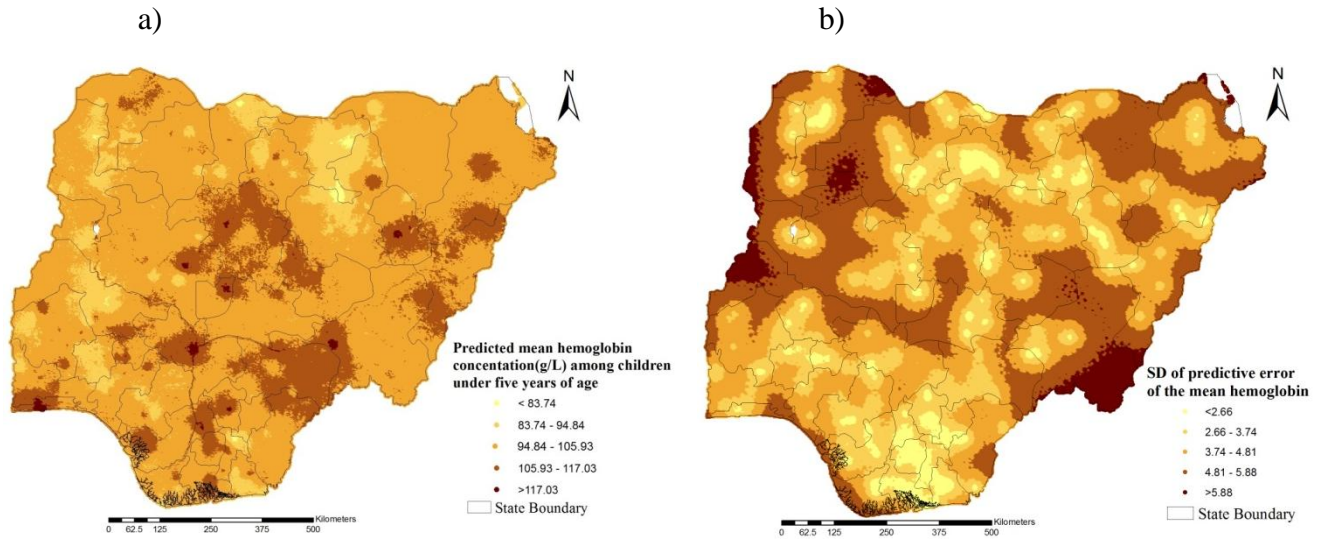 a)
b)
N
N
Predicted mean hemoglobin
concentation(g/L) among children
under five years of age
< 83.74
83.74 - 94.84
94.84 - 105.93
105.93 - 117.03
>117.03
State Boundary
Kilometers
0 62.5 125 250 375 500
SD of predictive error
of the mean hemoglobin
<2.66
2.66 - 3.74
3.74 - 4.81
4.81 - 5.88
>5.88
State Boundary
Kilometers
0 62.5 125 250 375 500